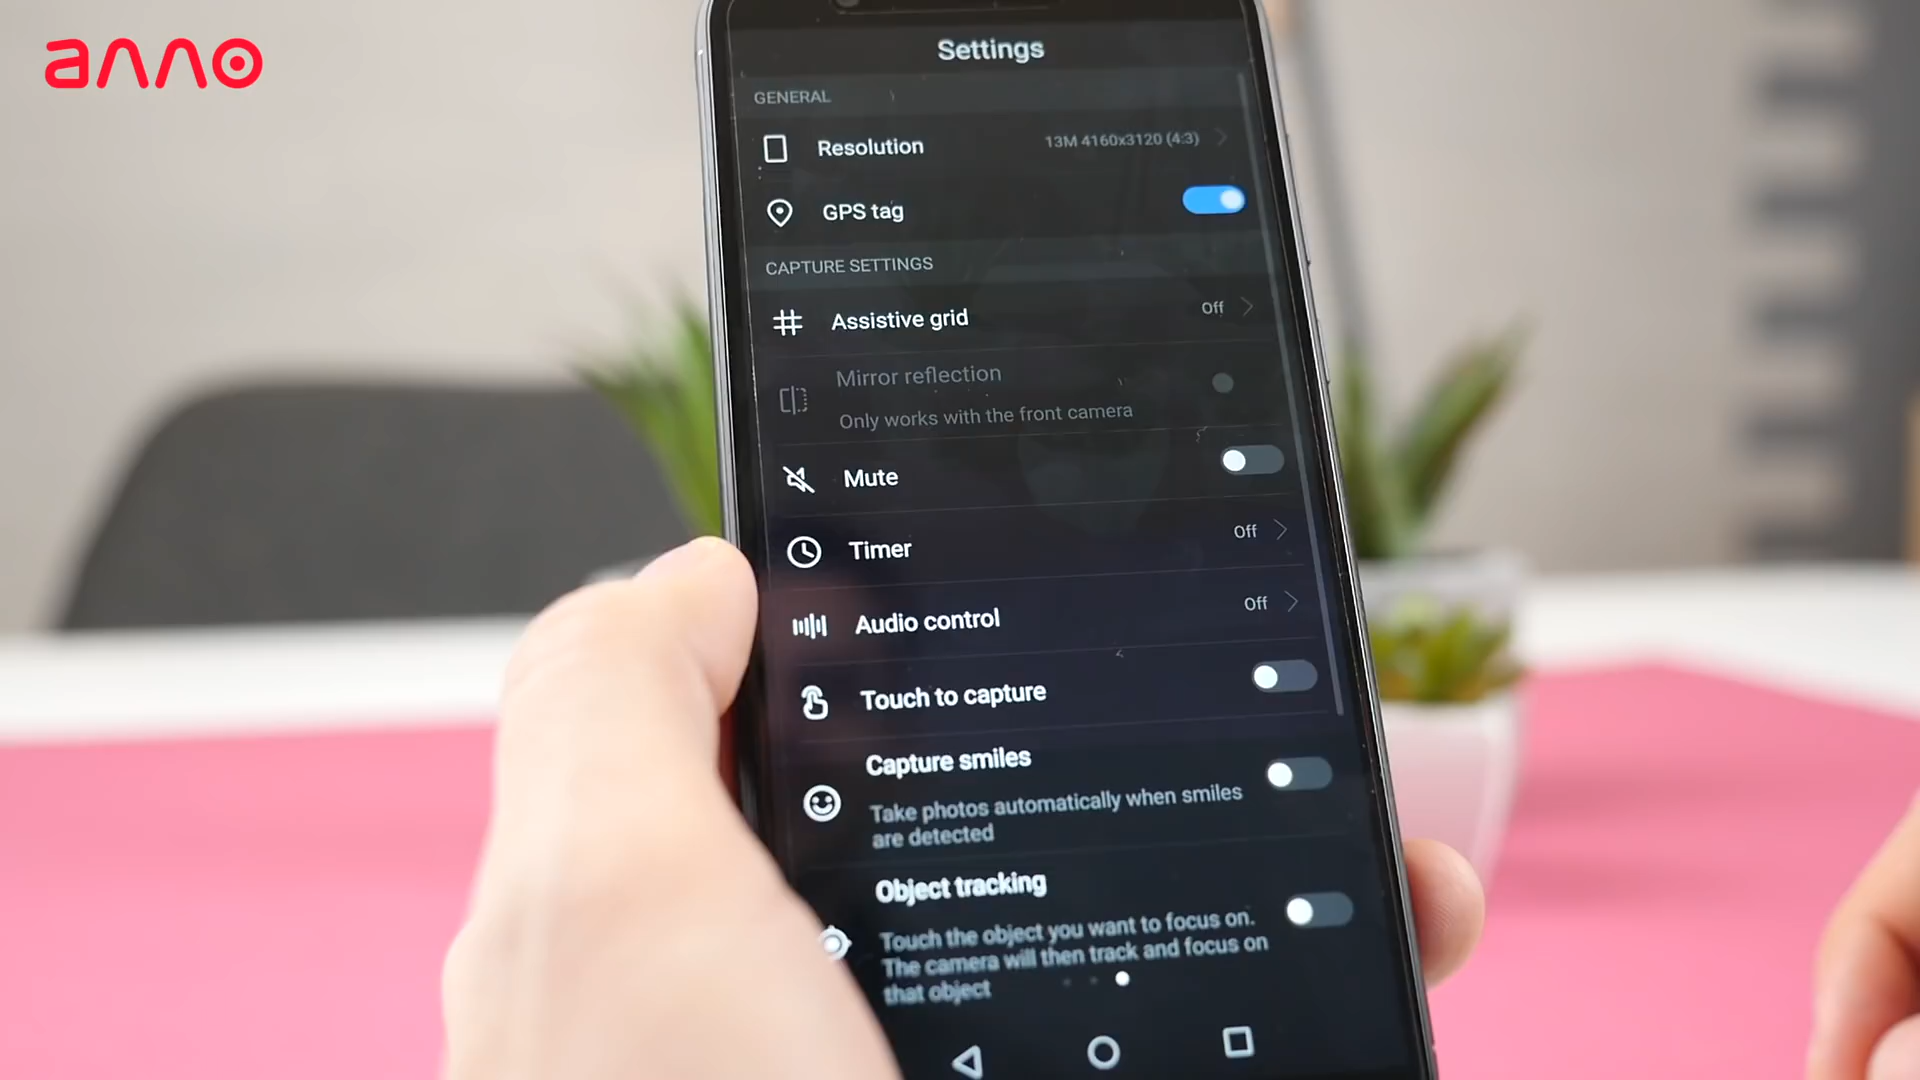 алло
Settings
GENERAL
Resolution 13M 4160x3120 (4:3)
GPS tag
CAPTURE SETTINGS
Assistive grid Off
Mirror reflection
Only works with the front camera
Mute
Timer Off
Audio control Off
Touch to capture
Capture smiles
Take photos automatically when smiles
are detected
Object tracking
Touch the object you want to focus on.
The camera will then track and focus on
that object